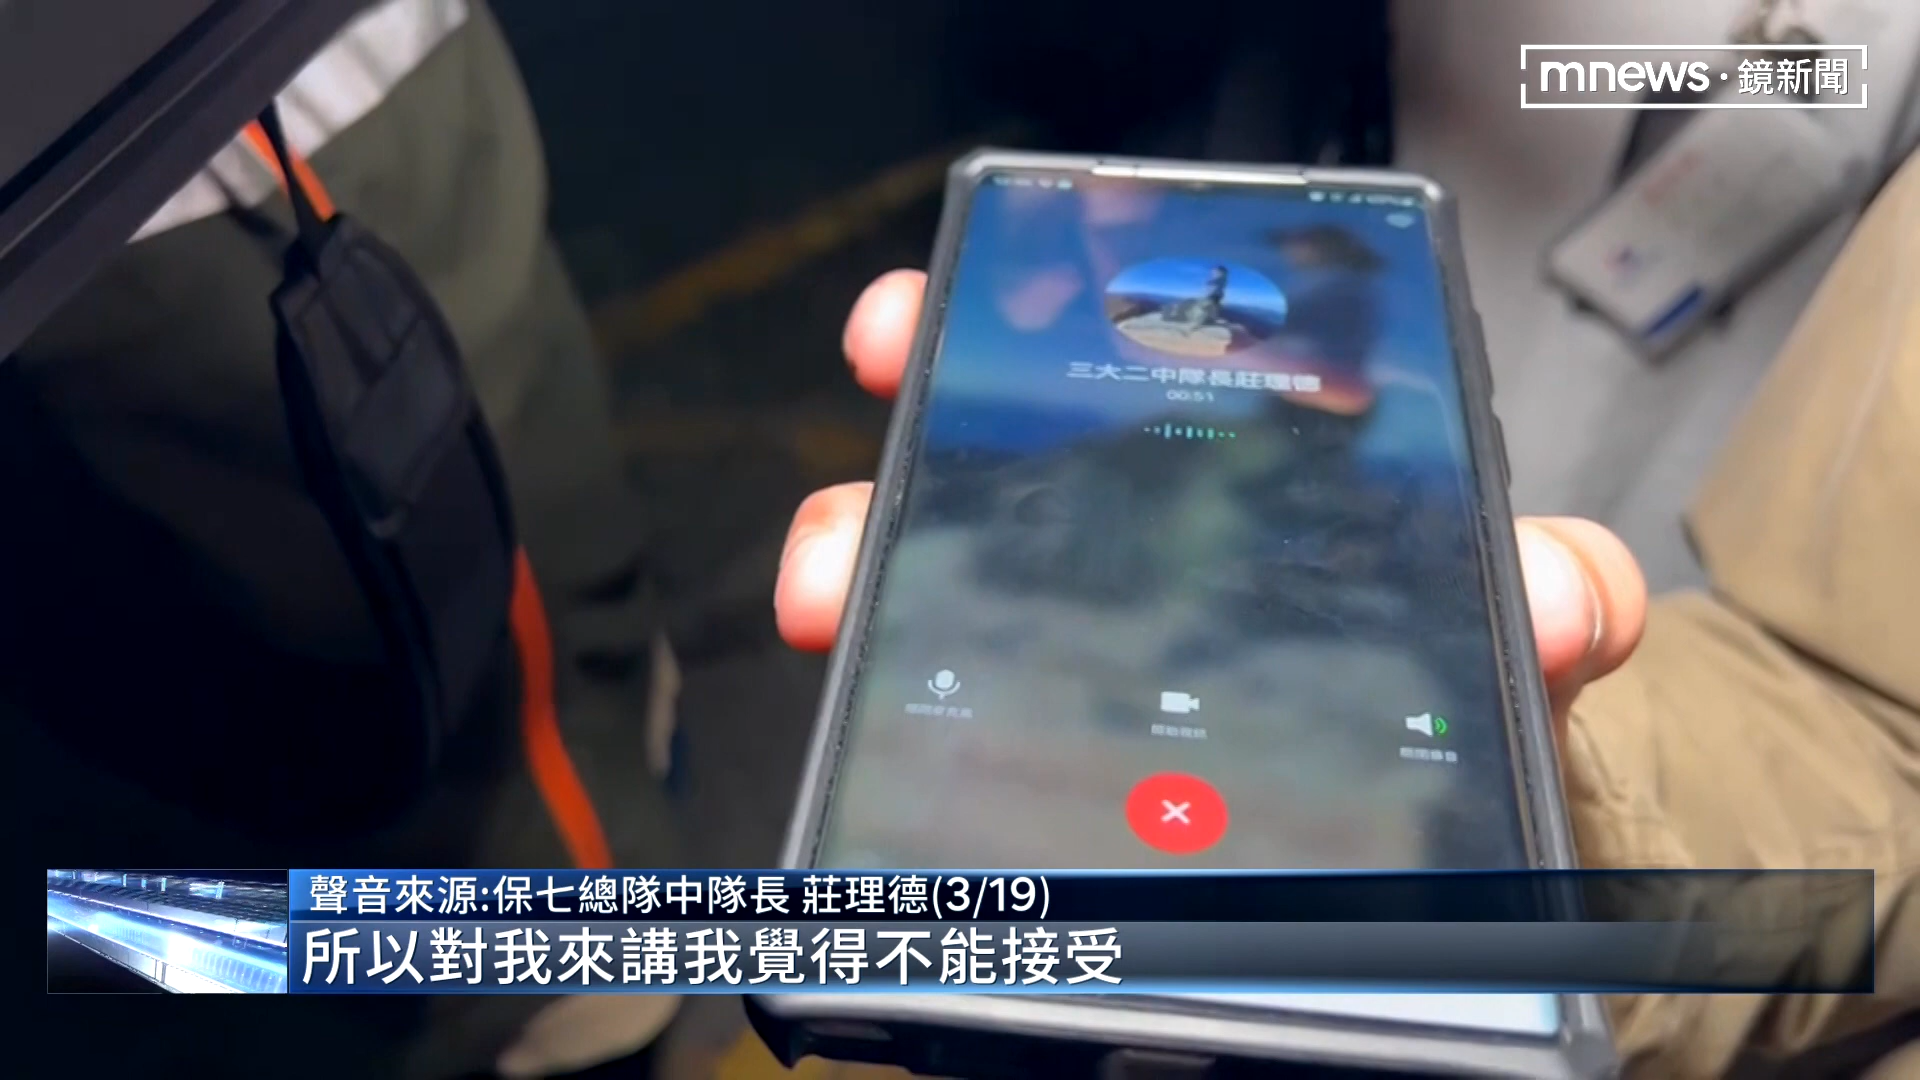 mnews·鏡新聞
三大二中隊長莊理德
00:51
聲音來源:保七總隊中隊長 莊理德(3/19)
所以對我來講我覺得不能接受